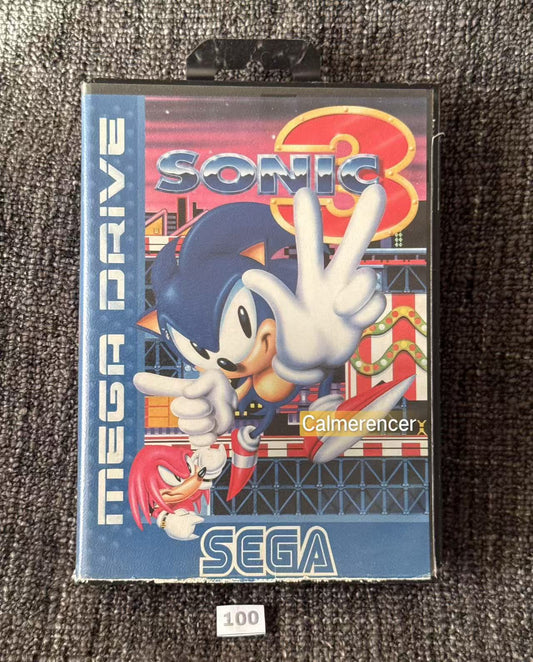 SONIC 3
MEGA DRIVE
Calmerencer
SEGA
100